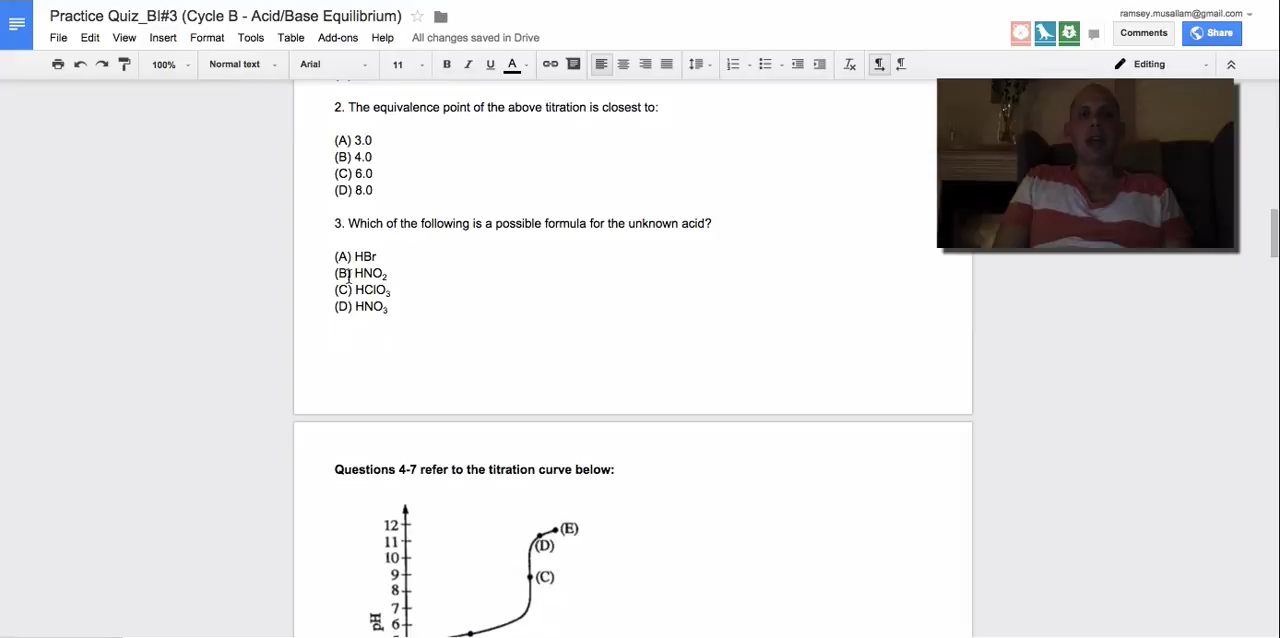 Practice Quiz_BI#3 (Cycle B - Acid/Base Equilibrium)
ramsey.musallam@gmail.com
File Edit View Insert Format Tools Table Add-ons Help All changes saved in Drive
Comments Share
100% Normal text Arial 11 B I U A Editing
2. The equivalence point of the above titration is closest to:
(A) 3.0
(B) 4.0
(C) 6.0
(D) 8.0
3. Which of the following is a possible formula for the unknown acid?
(A) HBr
(B) HNO₂
(C) HClO₃
(D) HNO₃
Questions 4-7 refer to the titration curve below:
12
11
10
9
8
7
6
pH
(E)
(D)
(C)